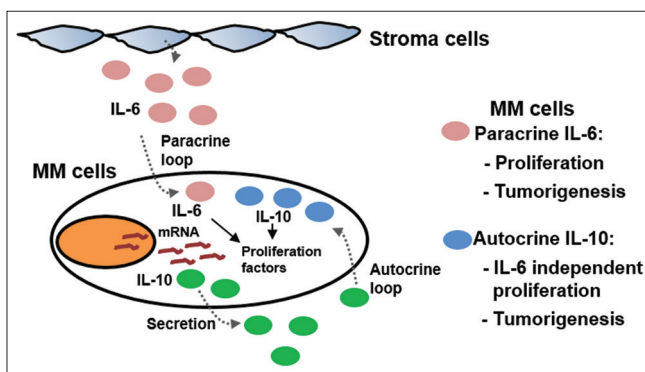 Stroma cells
IL-6
Paracrine
loop
MM cells
IL-6
IL-10
mRNA
Proliferation
factors
IL-10
Autocrine
loop
Secretion
MM cells
Paracrine IL-6:
- Proliferation
- Tumorigenesis
Autocrine IL-10:
- IL-6 independent
proliferation
- Tumorigenesis